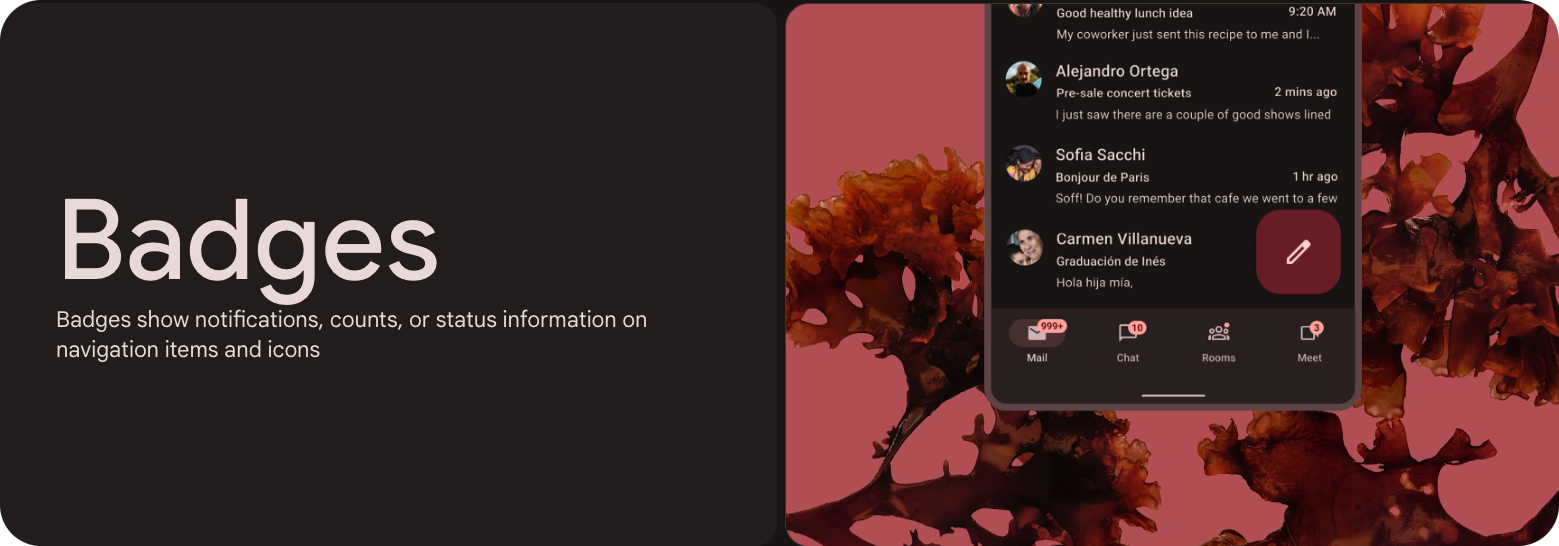 Badges
Badges show notifications, counts, or status information on
navigation items and icons
Good healthy lunch idea 9:20 AM
My coworker just sent this recipe to me and I...
Alejandro Ortega
Pre-sale concert tickets 2 mins ago
I just saw there are a couple of good shows lined
Sofia Sacchi
Bonjour de Paris 1 hr ago
Soff! Do you remember that cafe we went to a few
Carmen Villanueva
Graduación de Inés
Hola hija mía,
999+ 10 3
Mail Chat Rooms Meet